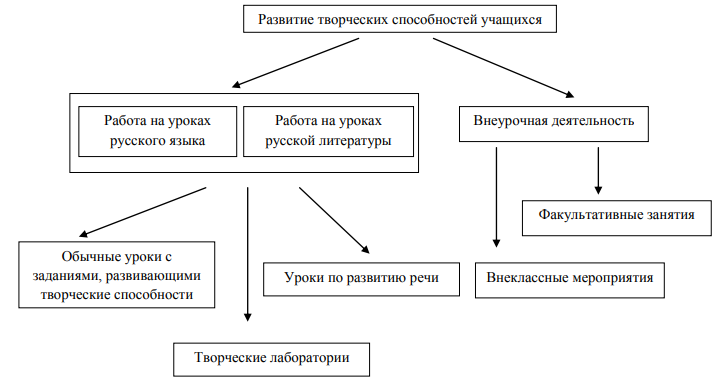 Развитие творческих способностей учащихся
Работа на уроках
русского языка
Работа на уроках
русской литературы
Внеурочная деятельность
Факультативные занятия
Обычные уроки с
заданиями, развивающими
творческие способности
Уроки по развитию речи
Внеклассные мероприятия
Творческие лаборатории